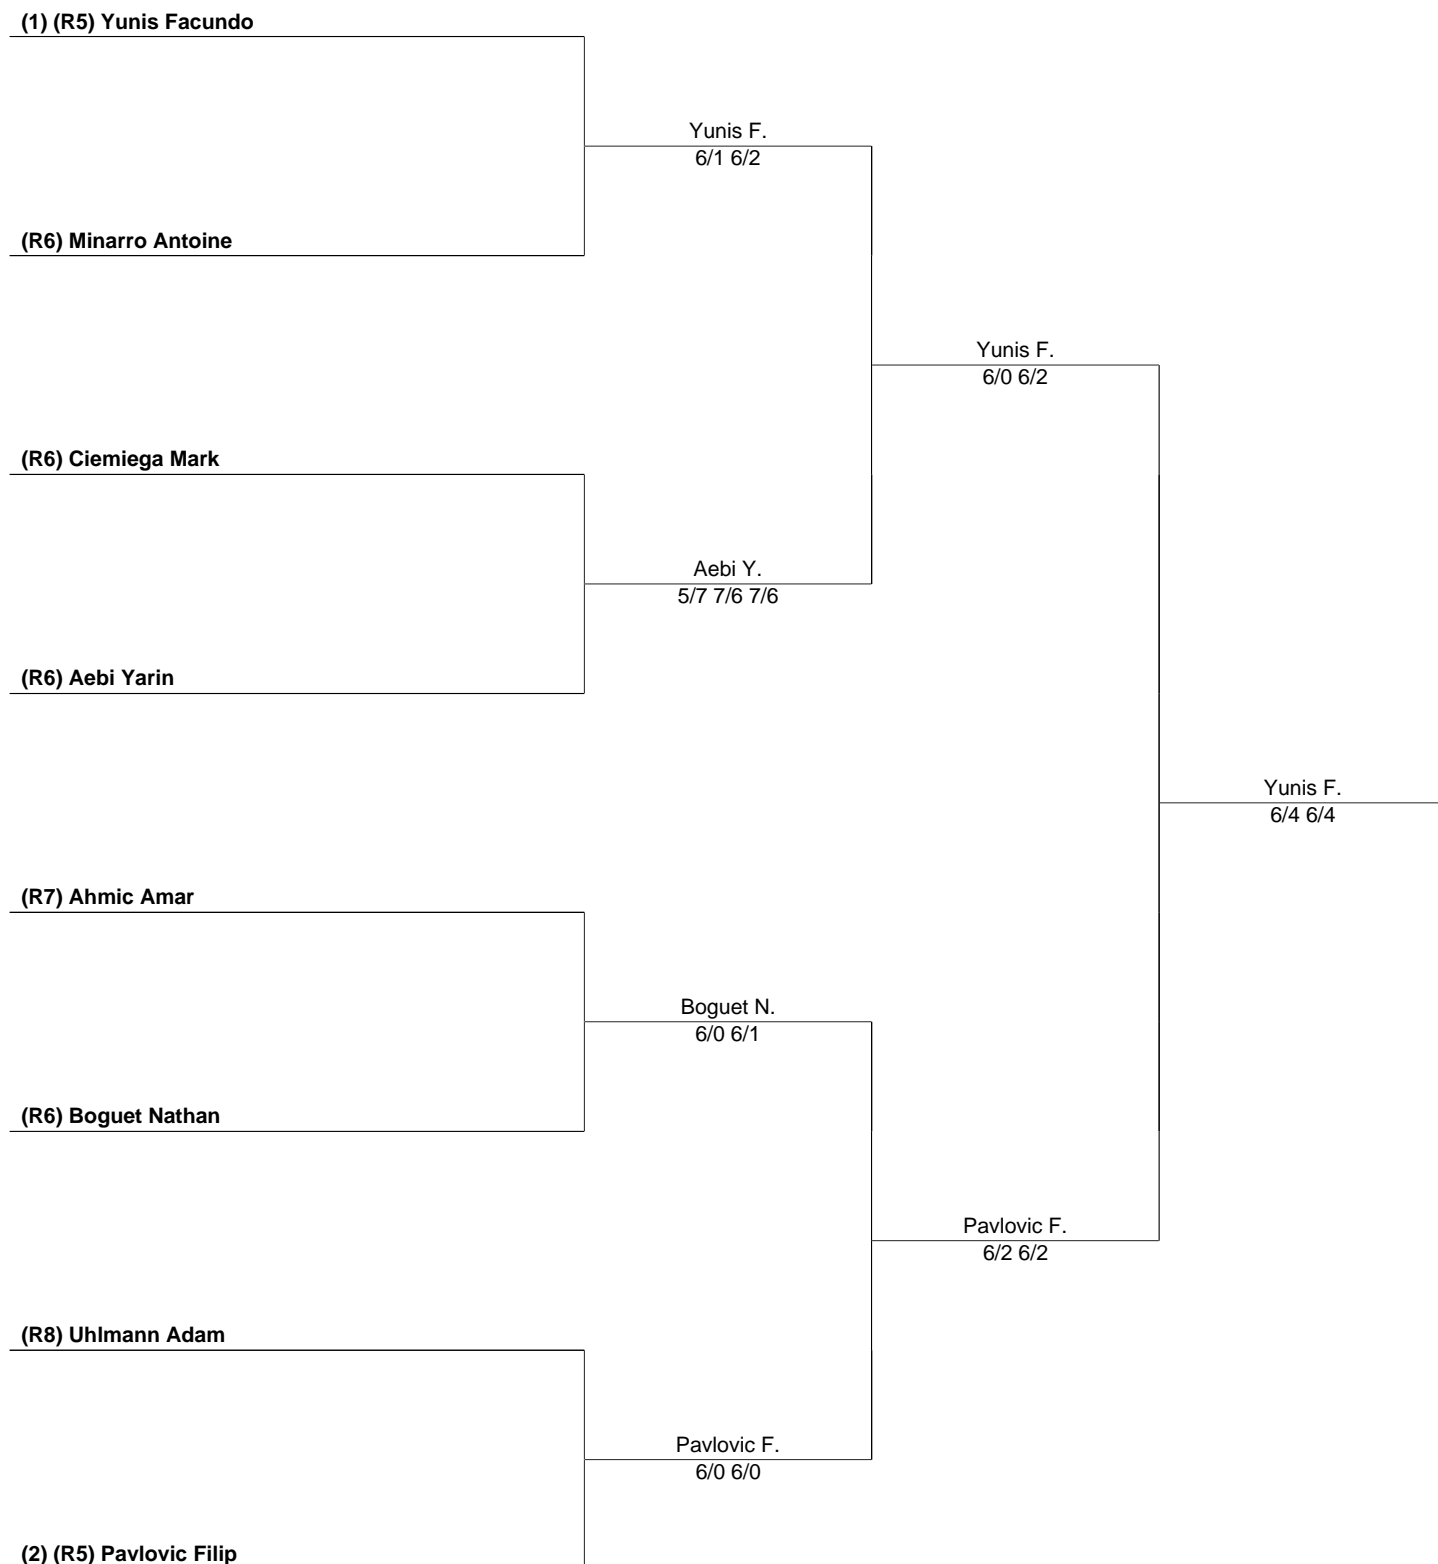 (1) (R5) Yunis Facundo
Yunis F.
6/1 6/2
(R6) Minarro Antoine
Yunis F.
6/0 6/2
(R6) Ciemiega Mark
Aebi Y.
5/7 7/6 7/6
(R6) Aebi Yarin
Yunis F.
6/4 6/4
(R7) Ahmic Amar
Boguet N.
6/0 6/1
(R6) Boguet Nathan
Pavlovic F.
6/2 6/2
(R8) Uhlmann Adam
Pavlovic F.
6/0 6/0
(2) (R5) Pavlovic Filip